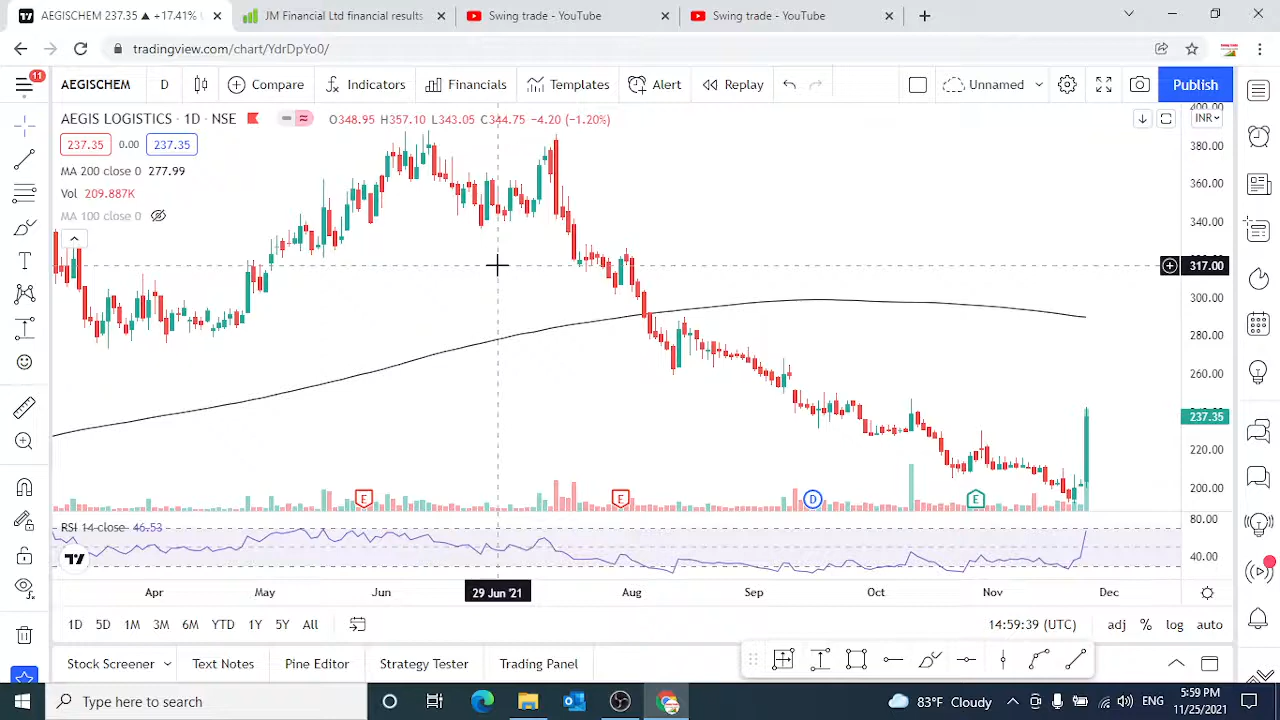 AEGISCHEM 237.35 ▲ +17.41%
JM Financial Ltd financial results
Swing trade - YouTube
Swing trade - YouTube
tradingview.com/chart/YdrDpYo0/
11
AEGISCHEM D Compare Indicators Financials Templates Alert Replay Unnamed Publish
AEGIS LOGISTICS · 1D · NSE O348.95 H357.10 L343.05 C344.75 −4.20 (−1.20%)
INR
237.35 0.00 237.35
MA 200 close 0 277.99
Vol 209.887K
MA 100 close 0
380.00
360.00
340.00
317.00
300.00
280.00
260.00
237.35
220.00
200.00
E E D E
RSI 14 close 46.53
80.00
40.00
Apr May Jun 29 Jun '21 Aug Sep Oct Nov Dec
1D 5D 1M 3M 6M YTD 1Y 5Y All 14:59:39 (UTC) adj % log auto
Stock Screener Text Notes Pine Editor Strategy Tester Trading Panel
Type here to search
83°F Cloudy
ENG
5:59 PM
11/25/2021